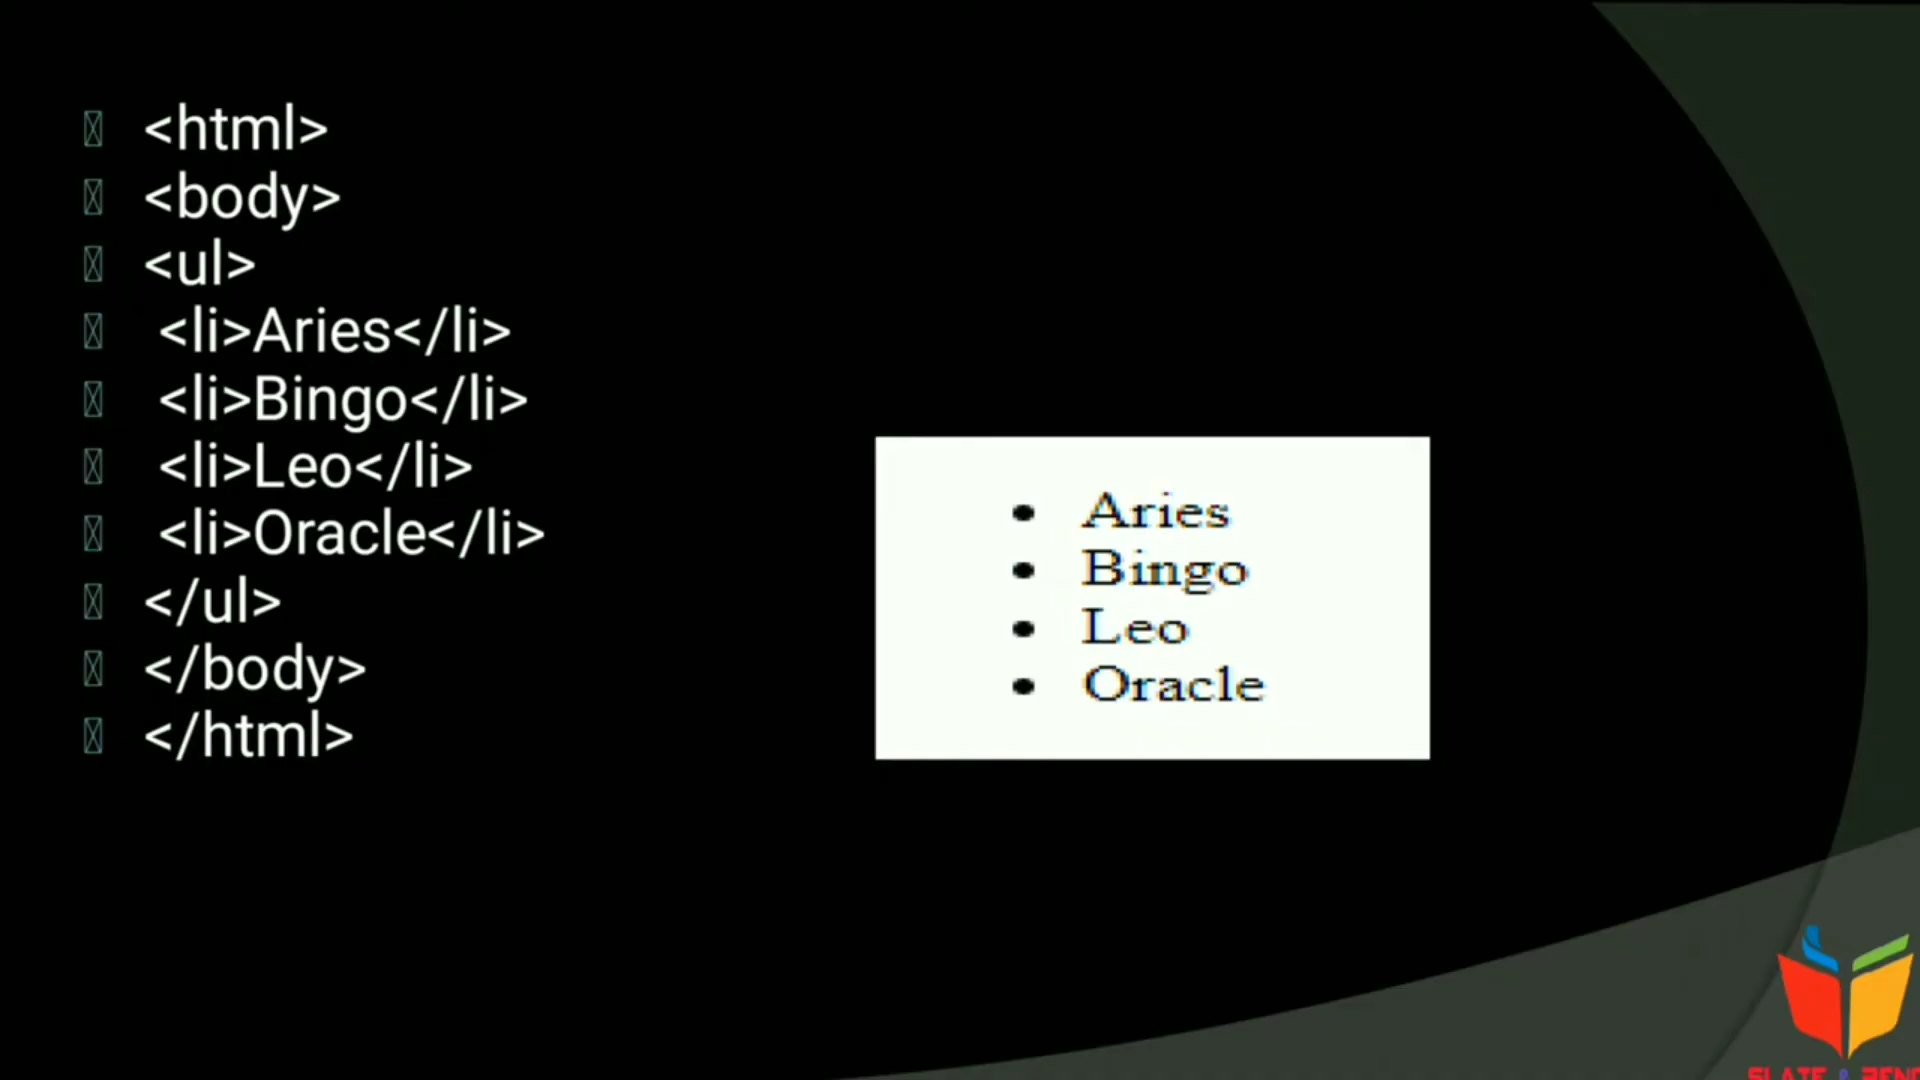 <html>
<body>
<ul>
<li>Aries</li>
<li>Bingo</li>
<li>Leo</li>
<li>Oracle</li>
</ul>
</body>
</html>
• Aries
• Bingo
• Leo
• Oracle